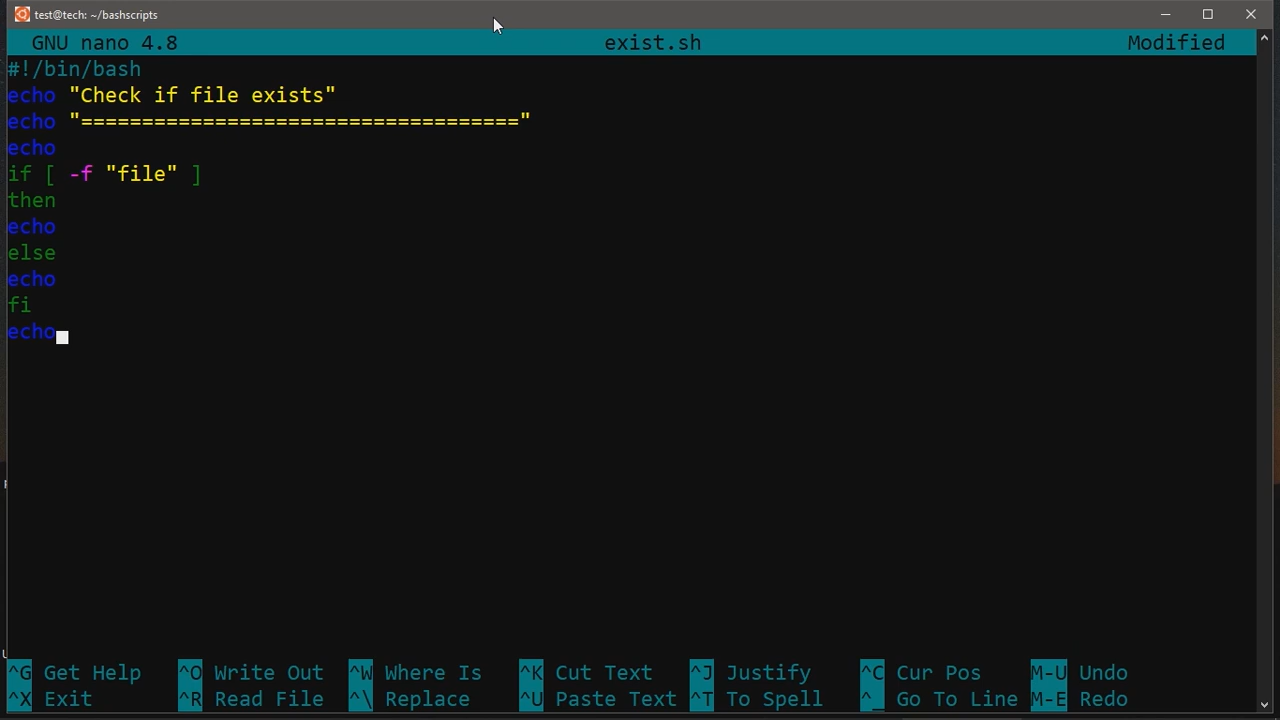 test@tech: ~/bashscripts
GNU nano 4.8 exist.sh Modified
#!/bin/bash
echo "Check if file exists"
echo "===================================="
echo
if [ -f "file" ]
then
echo
else
echo
fi
echo
^G Get Help ^O Write Out ^W Where Is ^K Cut Text ^J Justify ^C Cur Pos M-U Undo
^X Exit ^R Read File ^\ Replace ^U Paste Text ^T To Spell ^_ Go To Line M-E Redo